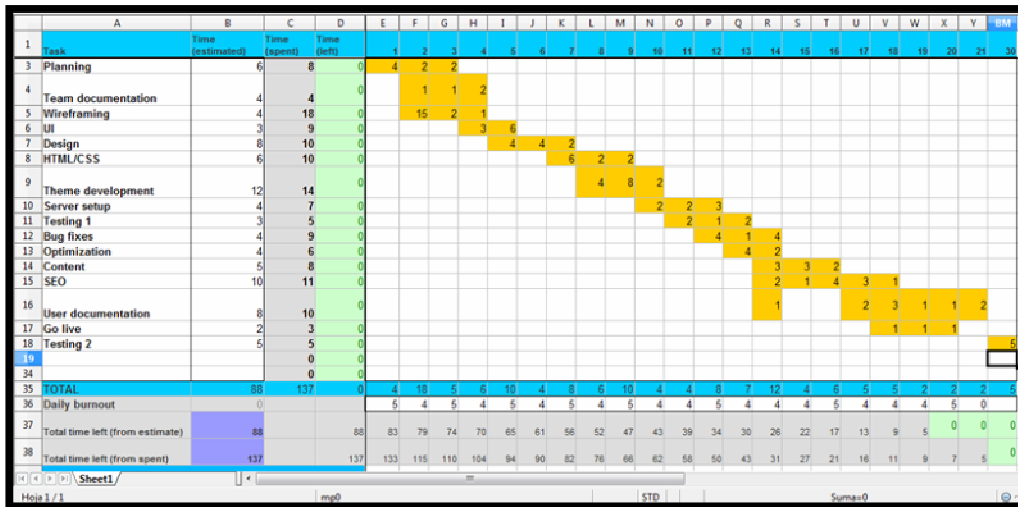 A B C D E F G H I J K L M N O P Q R S T U V W X Y BM
1 Task Time (estimated) Time (spent) Time (left) 1 2 3 4 5 6 7 8 9 10 11 12 13 14 15 16 17 18 19 20 21 30
3 Planning 6 8 0 4 2 2
4 Team documentation 4 4 0 1 1 2
5 Wireframing 4 18 0 15 2 1
6 UI 3 9 0 3 6
7 Design 8 10 0 4 4 2
8 HTML/CSS 6 10 0 6 2 2
9 Theme development 12 14 0 4 8 2
10 Server setup 4 7 0 2 2 3
11 Testing 1 3 5 0 2 1 2
12 Bug fixes 4 9 0 4 1 4
13 Optimization 4 6 0 4 2
14 Content 5 8 0 3 3 2
15 SEO 10 11 0 2 1 4 3 1
16 User documentation 8 10 0 1 2 3 1 1 2
17 Go live 2 3 0 1 1 1
18 Testing 2 5 5 0 5
19 0 0
34 0 0
35 TOTAL 88 137 0 4 18 5 6 10 4 8 6 10 4 4 8 7 12 4 6 5 5 2 2 2 5
36 Daily burnout 0 5 4 5 4 5 4 5 4 5 4 4 5 4 4 4 5 4 4 4 5 0
37 Total time left (from estimate) 88 88 83 79 74 70 65 61 56 52 47 43 39 34 30 26 22 17 13 9 5 0 0 0
38 Total time left (from spent) 137 137 133 115 110 104 94 90 82 76 66 62 58 50 43 31 27 21 16 11 9 7 5 0
Sheet1
Hoja 1 / 1 mp0 STD Suma=0